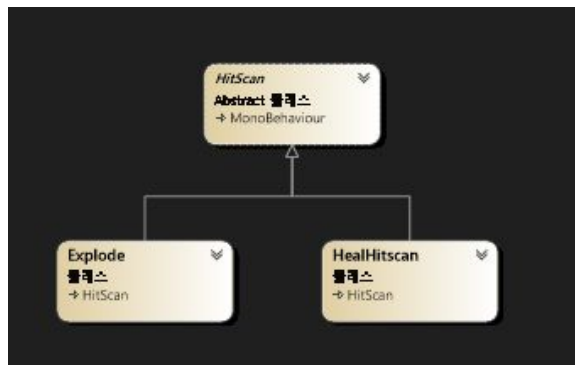 HitScan
Abstract 클래스
→ MonoBehaviour
Explode
클래스
→ HitScan
HealHitscan
클래스
→ HitScan